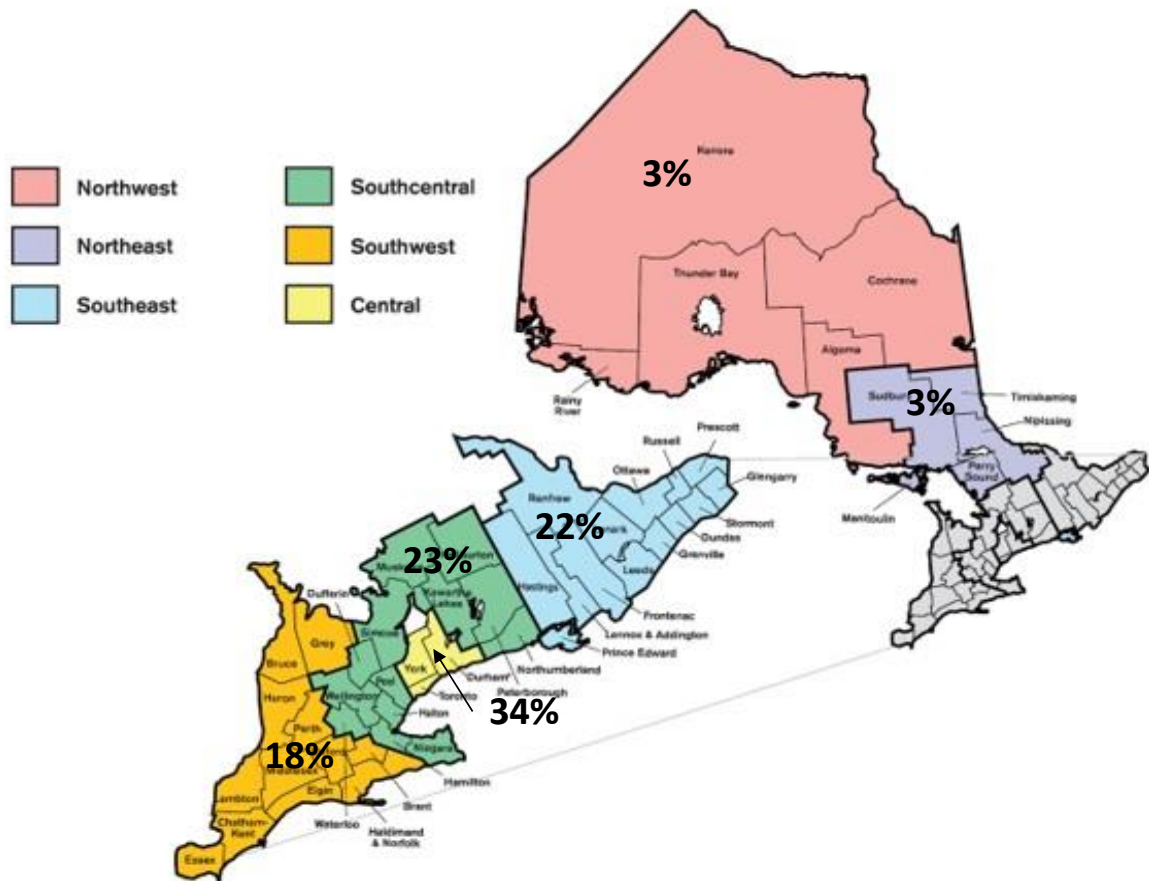 Northwest
Northeast
Southeast
Southcentral
Southwest
Central
Kenora
3%
Thunder Bay
Cochrane
Algoma
Rainy
River
Sudbury
3%
Timiskaming
Nipissing
Parry
Sound
Manitoulin
Prescott
Russell
Ottawa
Glengarry
Renfrew
22%
Stormont
Dundas
Grenville
Leeds
Hastings
Frontenac
Lennox & Addington
Prince Edward
23%
Kawartha
Lakes
Dufferin
Simcoe
Grey
Bruce
York
Durham
Northumberland
Peterborough
Toronto
34%
Peel
Wellington
Halton
Huron
Perth
18%
Niagara
Hamilton
Middlesex
Elgin
Brant
Lambton
Waterloo
Haldimand
& Norfolk
Chatham-
Kent
Essex